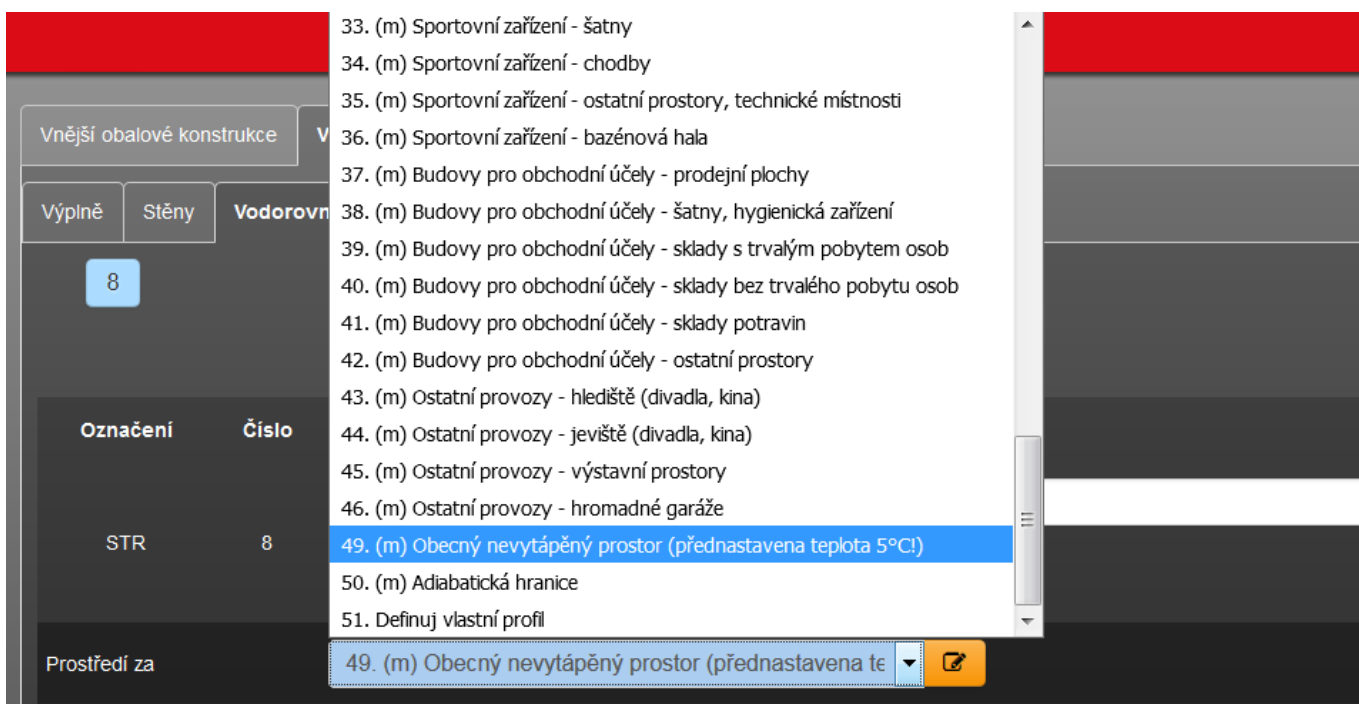 33. (m) Sportovní zařízení - šatny
34. (m) Sportovní zařízení - chodby
35. (m) Sportovní zařízení - ostatní prostory, technické místnosti
36. (m) Sportovní zařízení - bazénová hala
37. (m) Budovy pro obchodní účely - prodejní plochy
38. (m) Budovy pro obchodní účely - šatny, hygienická zařízení
39. (m) Budovy pro obchodní účely - sklady s trvalým pobytem osob
40. (m) Budovy pro obchodní účely - sklady bez trvalého pobytu osob
41. (m) Budovy pro obchodní účely - sklady potravin
42. (m) Budovy pro obchodní účely - ostatní prostory
43. (m) Ostatní provozy - hlediště (divadla, kina)
44. (m) Ostatní provozy - jeviště (divadla, kina)
45. (m) Ostatní provozy - výstavní prostory
46. (m) Ostatní provozy - hromadné garáže
49. (m) Obecný nevytápěný prostor (přednastavena teplota 5°C!)
50. (m) Adiabatická hranice
51. Definuj vlastní profil
Vnější obalové konstrukce V
Výplně Stěny Vodorovn
8
Označení Číslo
STR 8
Prostředí za 49. (m) Obecný nevytápěný prostor (přednastavena te